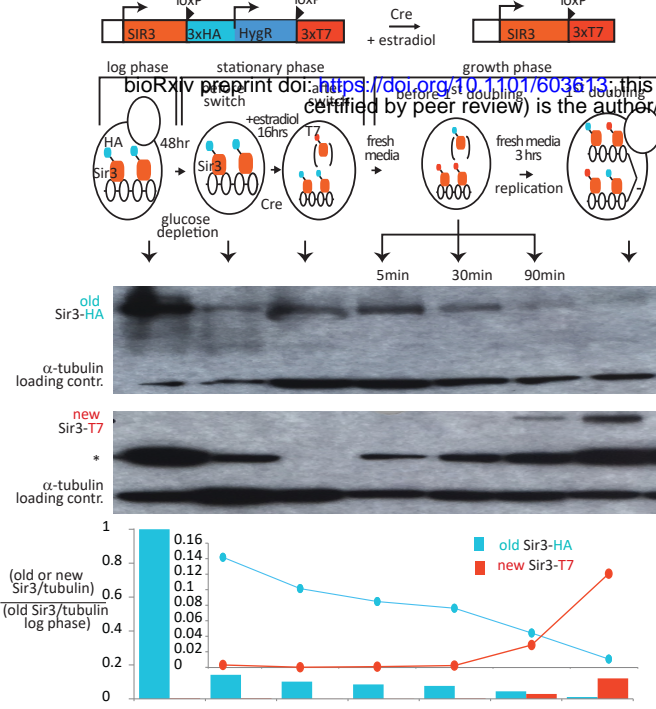 loxP loxP loxP
SIR3 3xHA HygR 3xT7
Cre
+ estradiol
SIR3 3xT7
log phase stationary phase growth phase
bioRxiv preprint doi: https://doi.org/10.1101/603613; this
certified by peer review) is the author/
before switch
after switch
before 1st doubling
1st doubling
HA
Sir3
48hr
glucose
depletion
Sir3
+estradiol
16hrs
Cre
T7
fresh
media
fresh media
3 hrs
replication
5min 30min 90min
old
Sir3-HA
α-tubulin
loading contr.
new
Sir3-T7
*
α-tubulin
loading contr.
(old or new
Sir3/tubulin)
(old Sir3/tubulin
log phase)
1
0.8
0.6
0.4
0.2
0
0.16
0.14
0.12
0.1
0.08
0.06
0.04
0.02
0
old Sir3-HA
new Sir3-T7